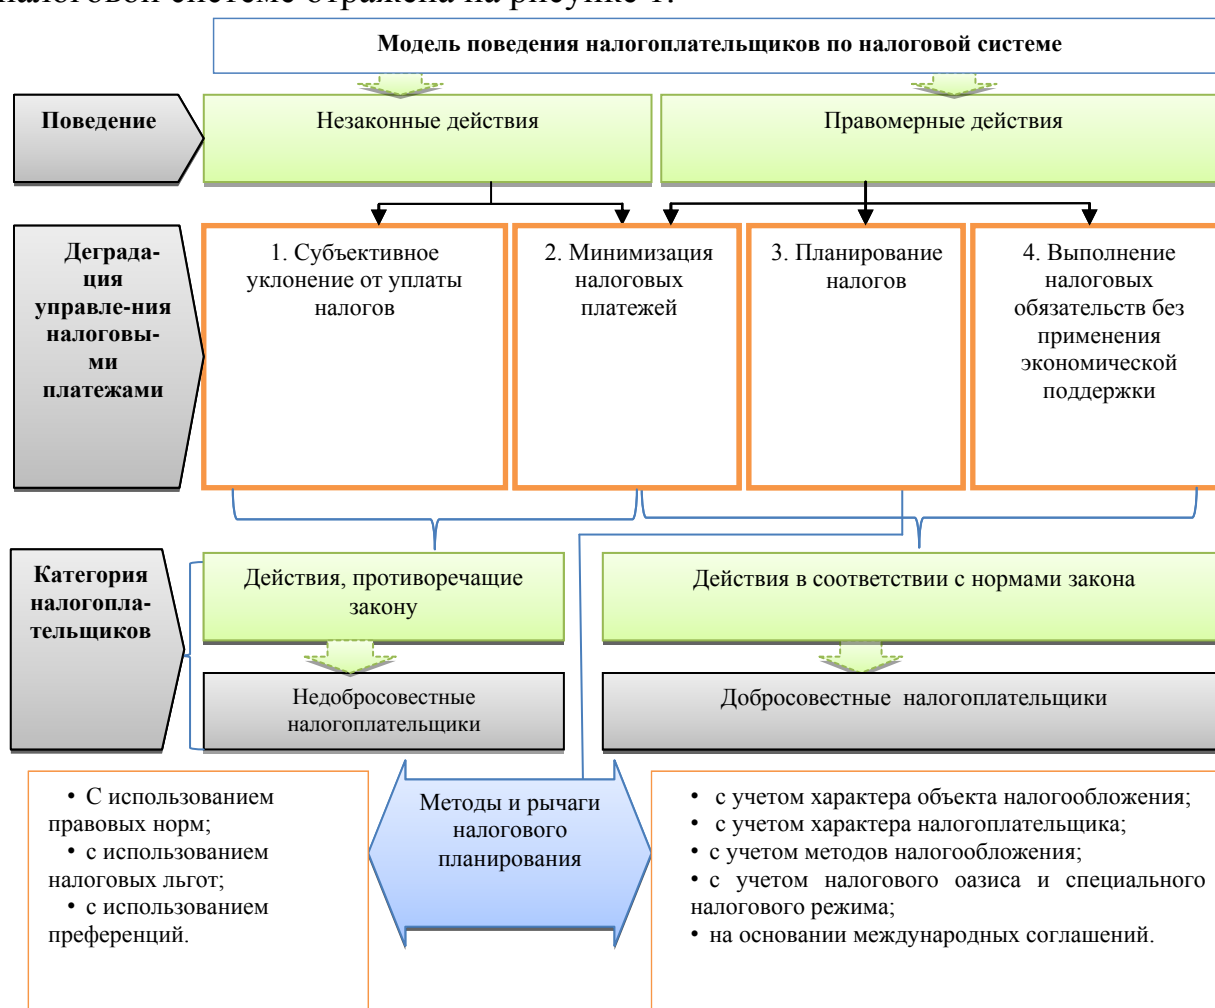 налоговой системе отражена на рисунке 1.
Модель поведения налогоплательщиков по налоговой системе
Поведение
Незаконные действия
Правомерные действия
Деграда-
ция
управле-ния
налоговы-
ми
платежами
1. Субъективное
уклонение от уплаты
налогов
2. Минимизация
налоговых
платежей
3. Планирование
налогов
4. Выполнение
налоговых
обязательств без
применения
экономической
поддержки
Категория
налогопла-
тельщиков
Действия, противоречащие
закону
Действия в соответствии с нормами закона
Недобросовестные
налогоплательщики
Добросовестные налогоплательщики
• С использованием
правовых норм;
• с использованием
налоговых льгот;
• с использованием
преференций.
Методы и рычаги
налогового
планирования
• с учетом характера объекта налогообложения;
• с учетом характера налогоплательщика;
• с учетом методов налогообложения;
• с учетом налогового оазиса и специального
налогового режима;
• на основании международных соглашений.